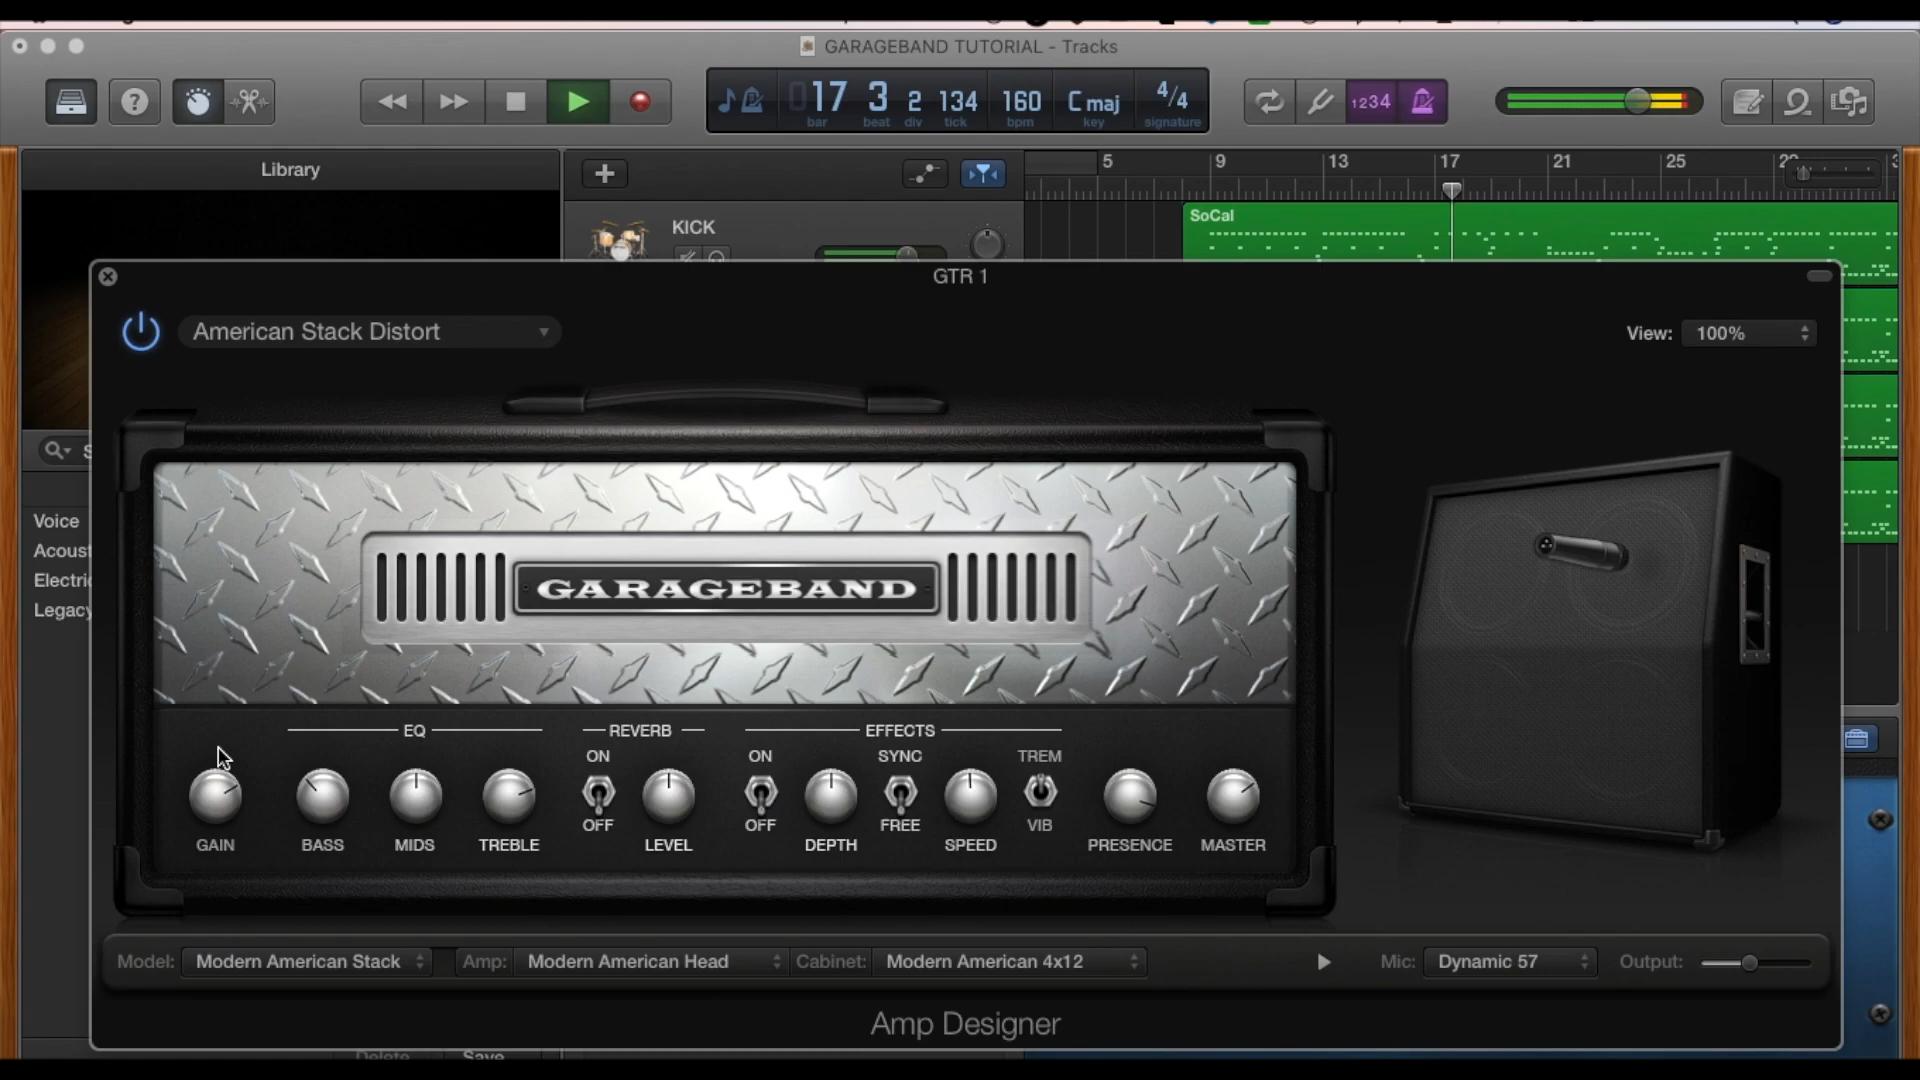 GARAGEBAND TUTORIAL - Tracks
17 3 2 134 160 C maj 4/4
bar beat div tick bpm key signature
1234
Library
5 9 13 17 21 25
KICK
SoCal
GTR 1
American Stack Distort
View: 100%
GARAGEBAND
Voice
EQ REVERB EFFECTS
ON ON SYNC TREM
OFF OFF FREE VIB
GAIN BASS MIDS TREBLE LEVEL DEPTH SPEED PRESENCE MASTER
Model: Modern American Stack Amp: Modern American Head Cabinet: Modern American 4x12 Mic: Dynamic 57 Output:
Amp Designer
Delete Save